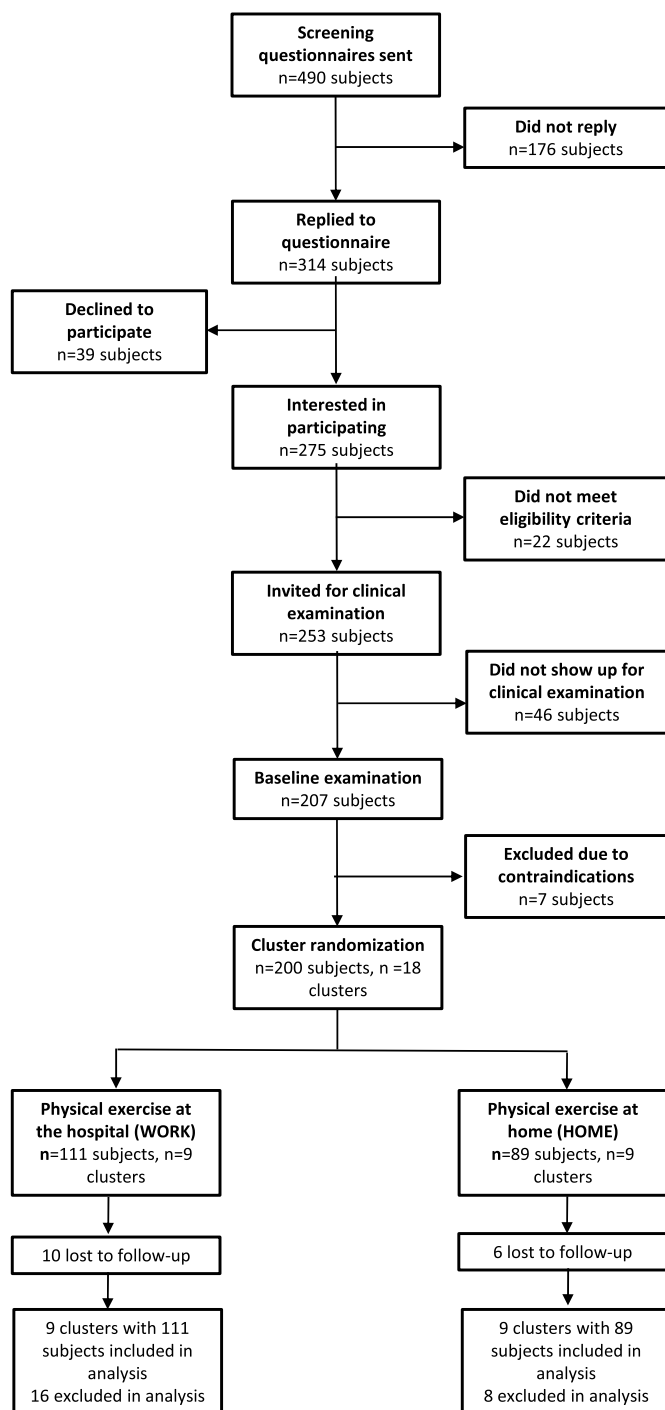 Screening
questionnaires sent
n=490 subjects
Did not reply
n=176 subjects
Replied to
questionnaire
n=314 subjects
Declined to
participate
n=39 subjects
Interested in
participating
n=275 subjects
Did not meet
eligibility criteria
n=22 subjects
Invited for clinical
examination
n=253 subjects
Did not show up for
clinical examination
n=46 subjects
Baseline examination
n=207 subjects
Excluded due to
contraindications
n=7 subjects
Cluster randomization
n=200 subjects, n =18
clusters
Physical exercise at
the hospital (WORK)
n=111 subjects, n=9
clusters
Physical exercise at
home (HOME)
n=89 subjects, n=9
clusters
10 lost to follow-up
6 lost to follow-up
9 clusters with 111
subjects included in
analysis
16 excluded in analysis
9 clusters with 89
subjects included in
analysis
8 excluded in analysis